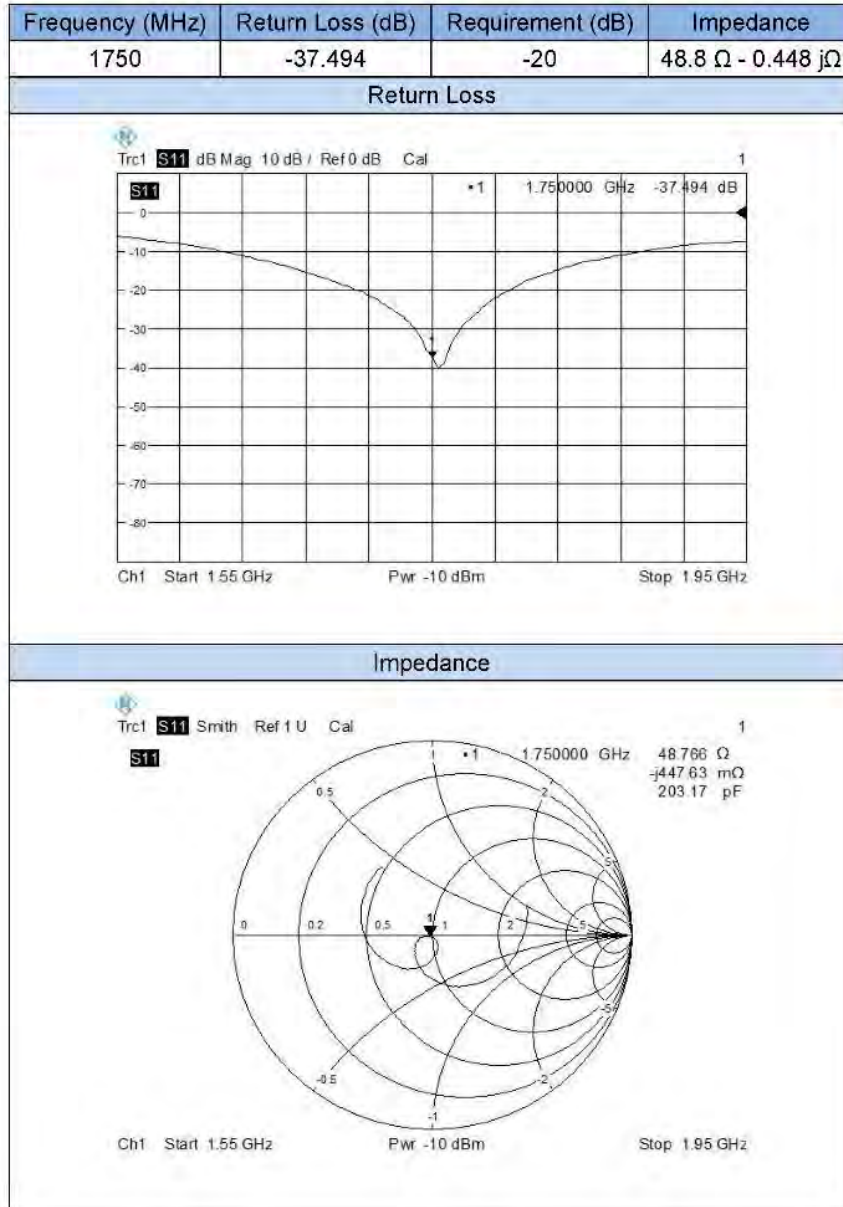 Frequency (MHz) Return Loss (dB) Requirement (dB) Impedance
1750 -37.494 -20 48.8 Ω - 0.448 jΩ
Return Loss
Trc1 S11 dB Mag 10 dB / Ref 0 dB Cal 1
S11 •1 1.750000 GHz -37.494 dB
0
-10
-20
-30
-40
-50
-60
-70
-80
Ch1 Start 1.55 GHz Pwr -10 dBm Stop 1.95 GHz
Impedance
Trc1 S11 Smith Ref 1 U Cal 1
S11 •1 1.750000 GHz 48.766 Ω
-j447.63 mΩ
203.17 pF
1
0.5 2
5
1
0 0.2 0.5 1 2 5
-5
-0.5 -2
-1
Ch1 Start 1.55 GHz Pwr -10 dBm Stop 1.95 GHz